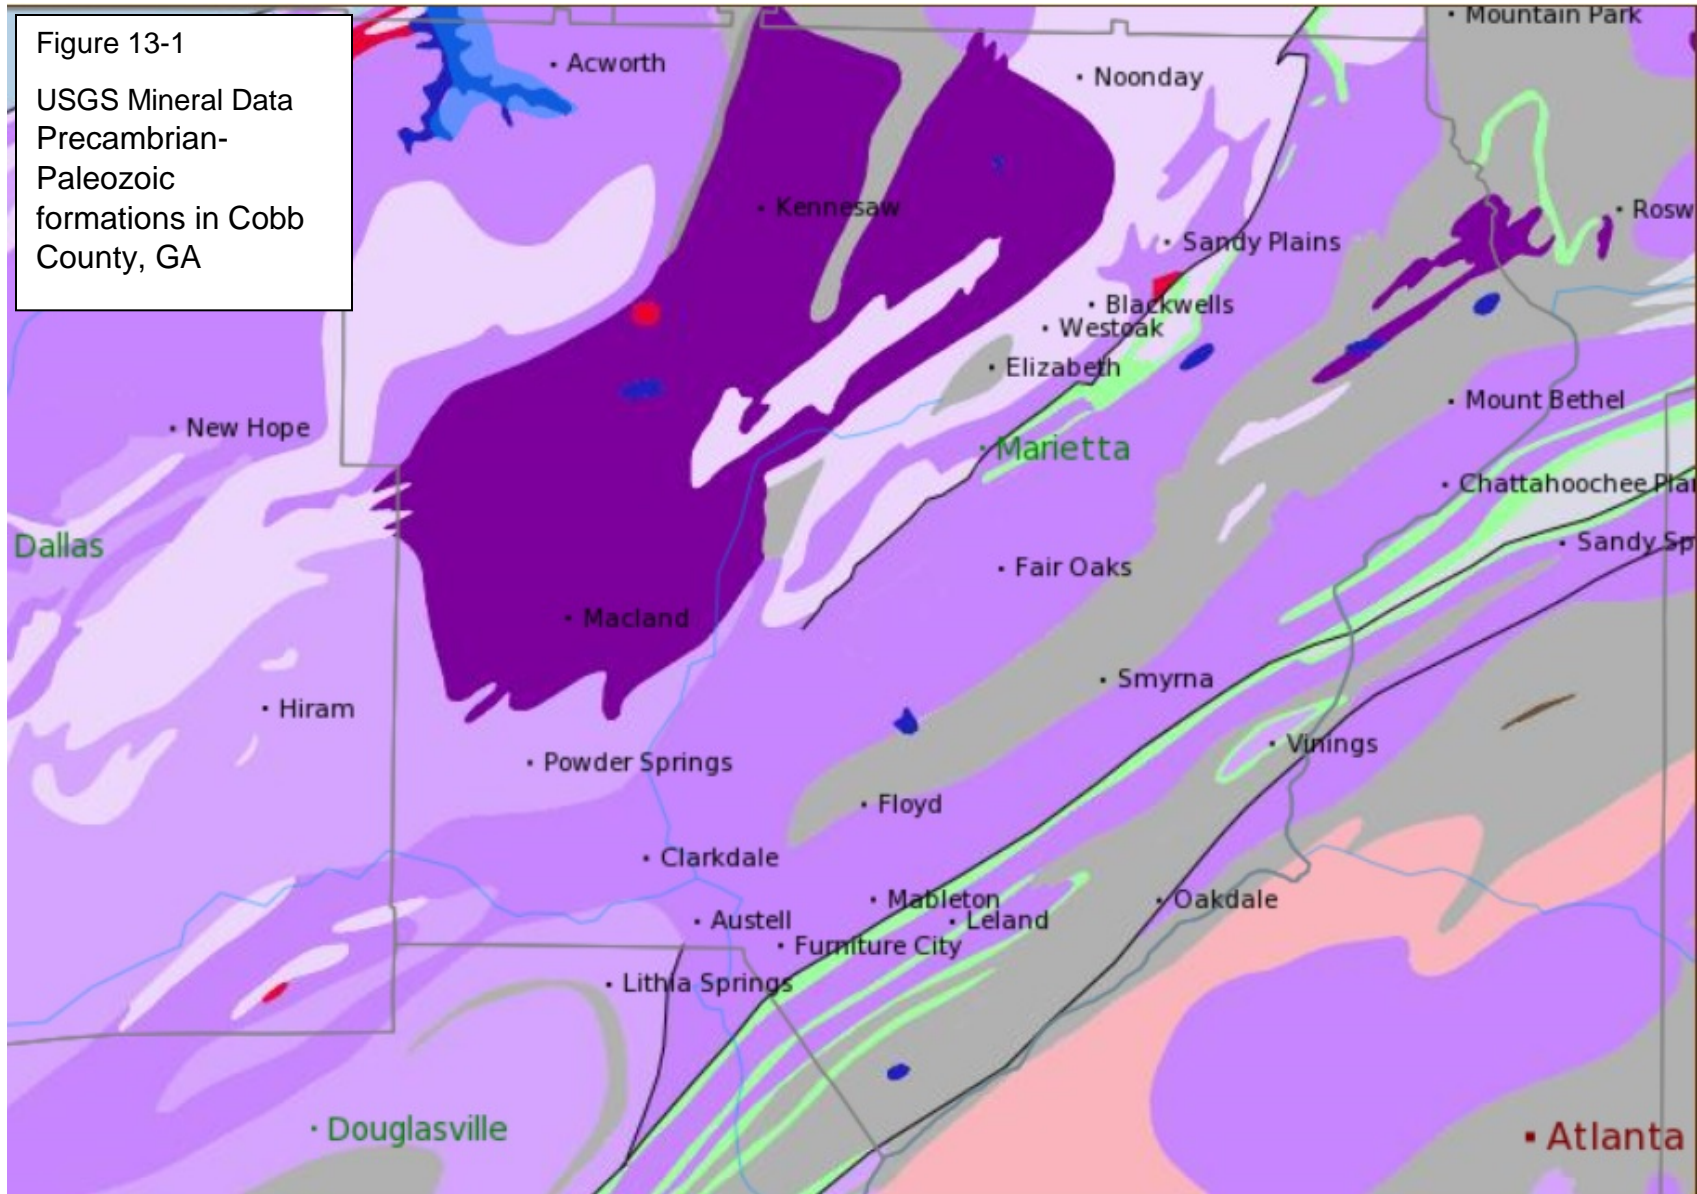 Figure 13-1
USGS Mineral Data
Precambrian-
Paleozoic
formations in Cobb
County, GA
Mountain Park
Acworth
Noonday
Kennesaw
Rosw
Sandy Plains
Blackwells
Westoak
Elizabeth
Mount Bethel
New Hope
Marietta
Chattahoochee Plan
Dallas
Sandy Sp
Fair Oaks
Macland
Smyrna
Hiram
Vinings
Powder Springs
Floyd
Clarkdale
Mableton
Oakdale
Austell
Leland
Furniture City
Lithia Springs
Douglasville
Atlanta